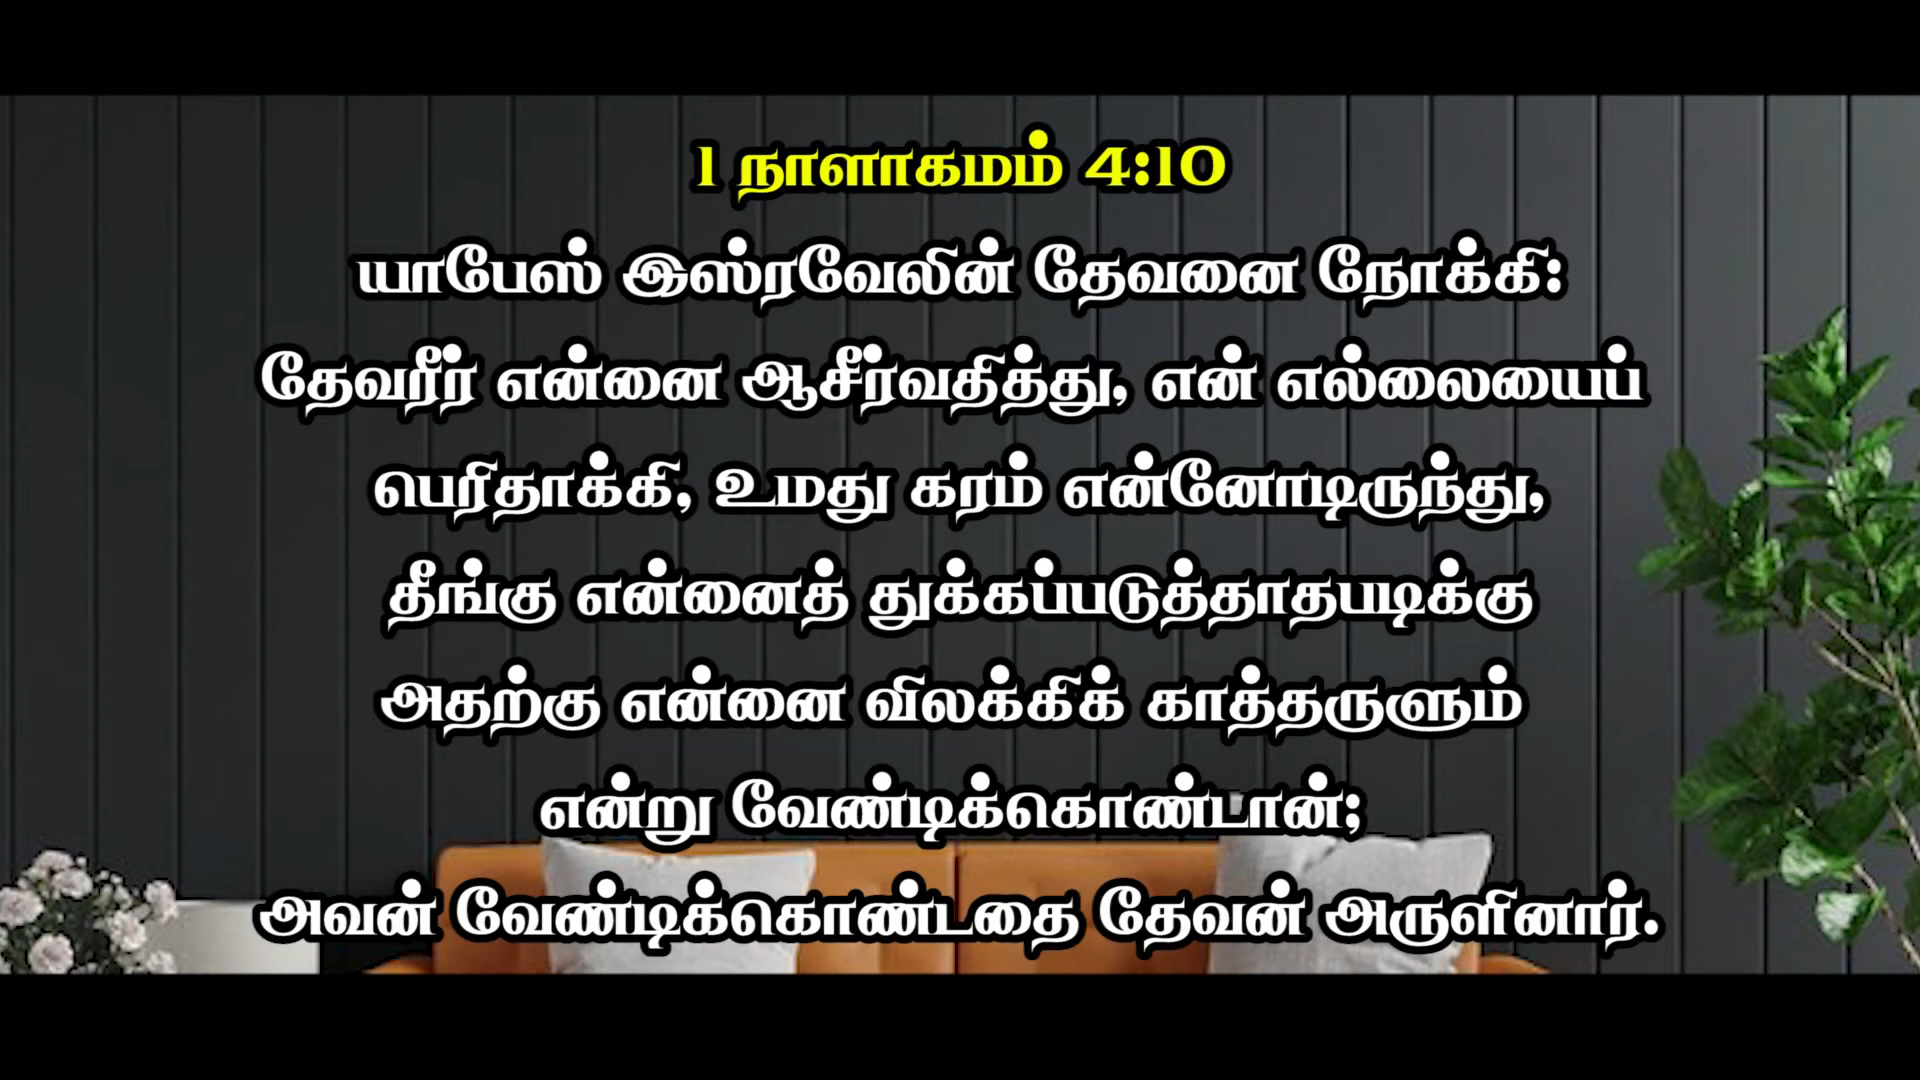 1 நாளாகமம் 4:10
யாபேஸ் இஸ்ரவேலின் தேவனை நோக்கி:
தேவரீர் என்னை ஆசீர்வதித்து, என் எல்லையைப்
பெரிதாக்கி, உமது கரம் என்னோடிருந்து,
தீங்கு என்னைத் துக்கப்படுத்தாதபடிக்கு
அதற்கு என்னை விலக்கிக் காத்தருளும்
என்று வேண்டிக்கொண்டான்;
அவன் வேண்டிக்கொண்டதை தேவன் அருளினார்.